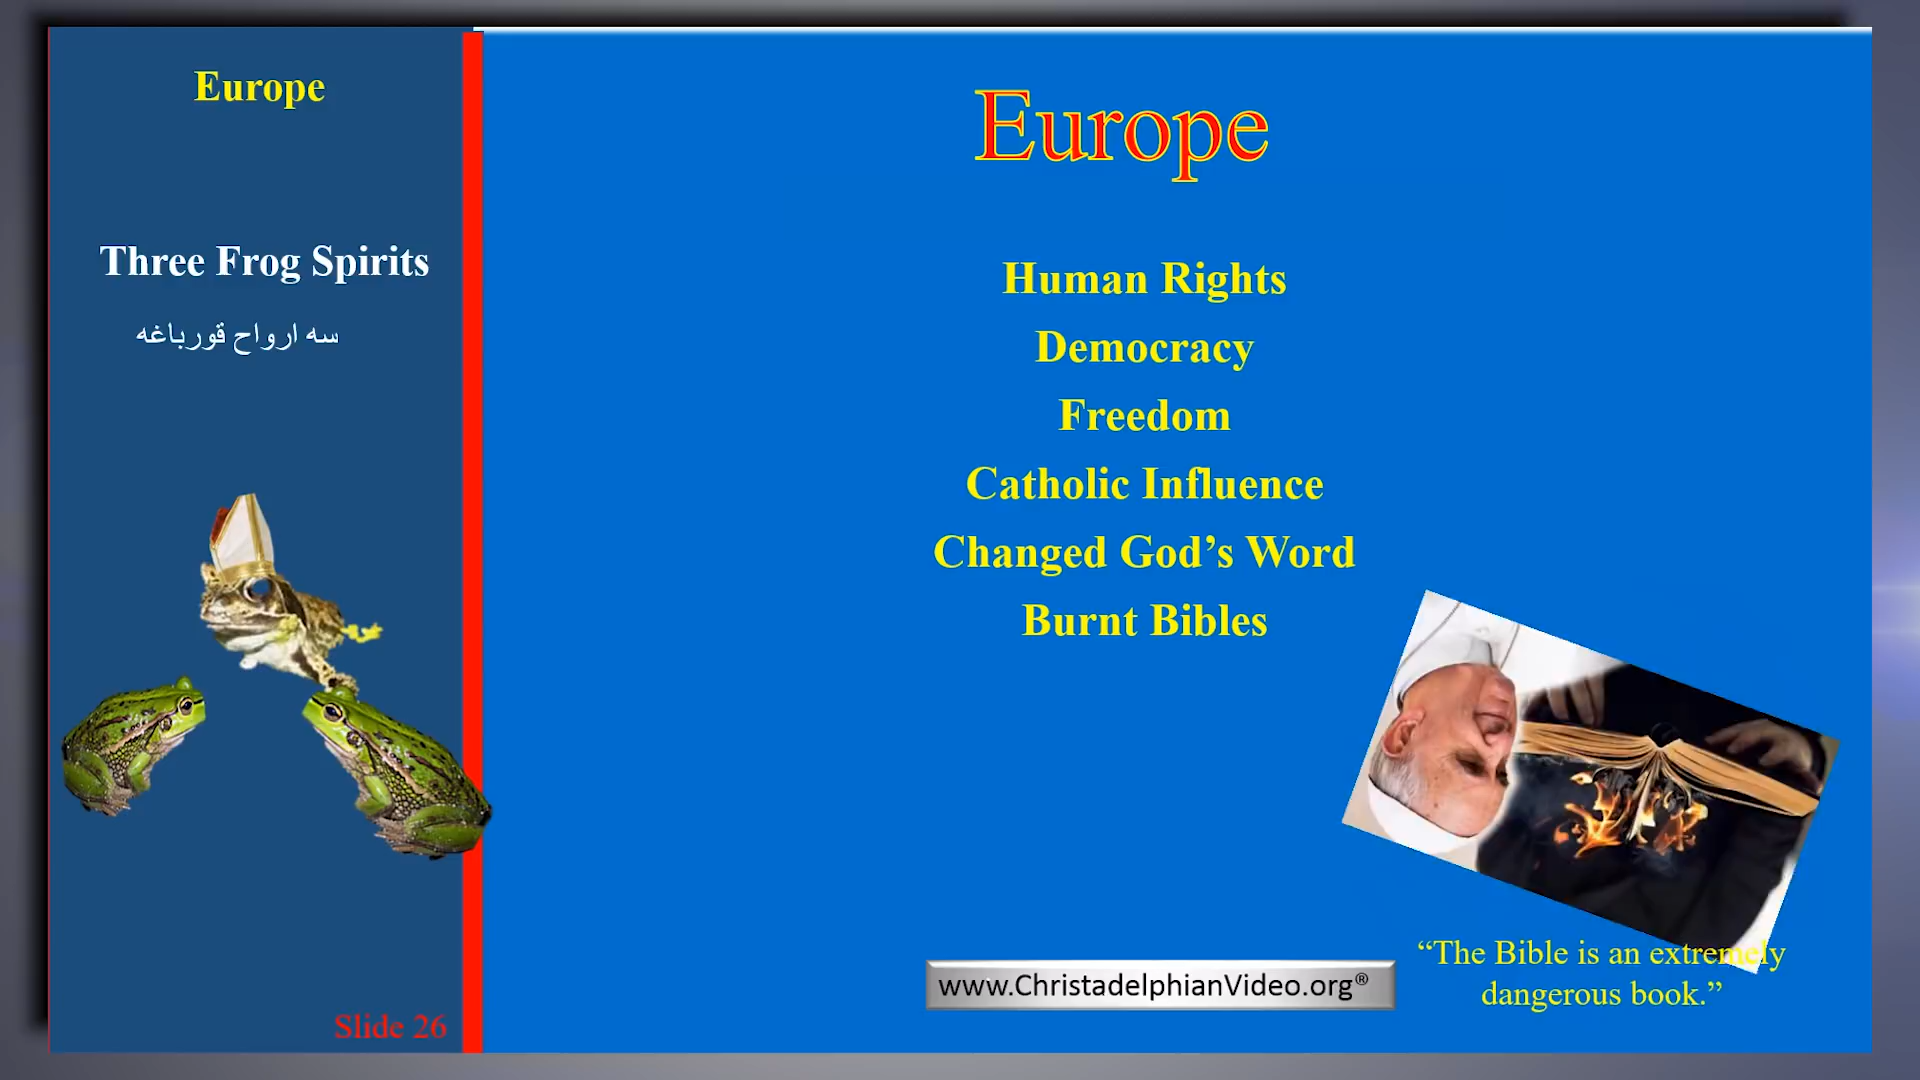 Europe
Three Frog Spirits
سه ارواح قورباغه
Slide 26
Europe
Human Rights
Democracy
Freedom
Catholic Influence
Changed God’s Word
Burnt Bibles
“The Bible is an extremely
dangerous book.”
www.ChristadelphianVideo.org®